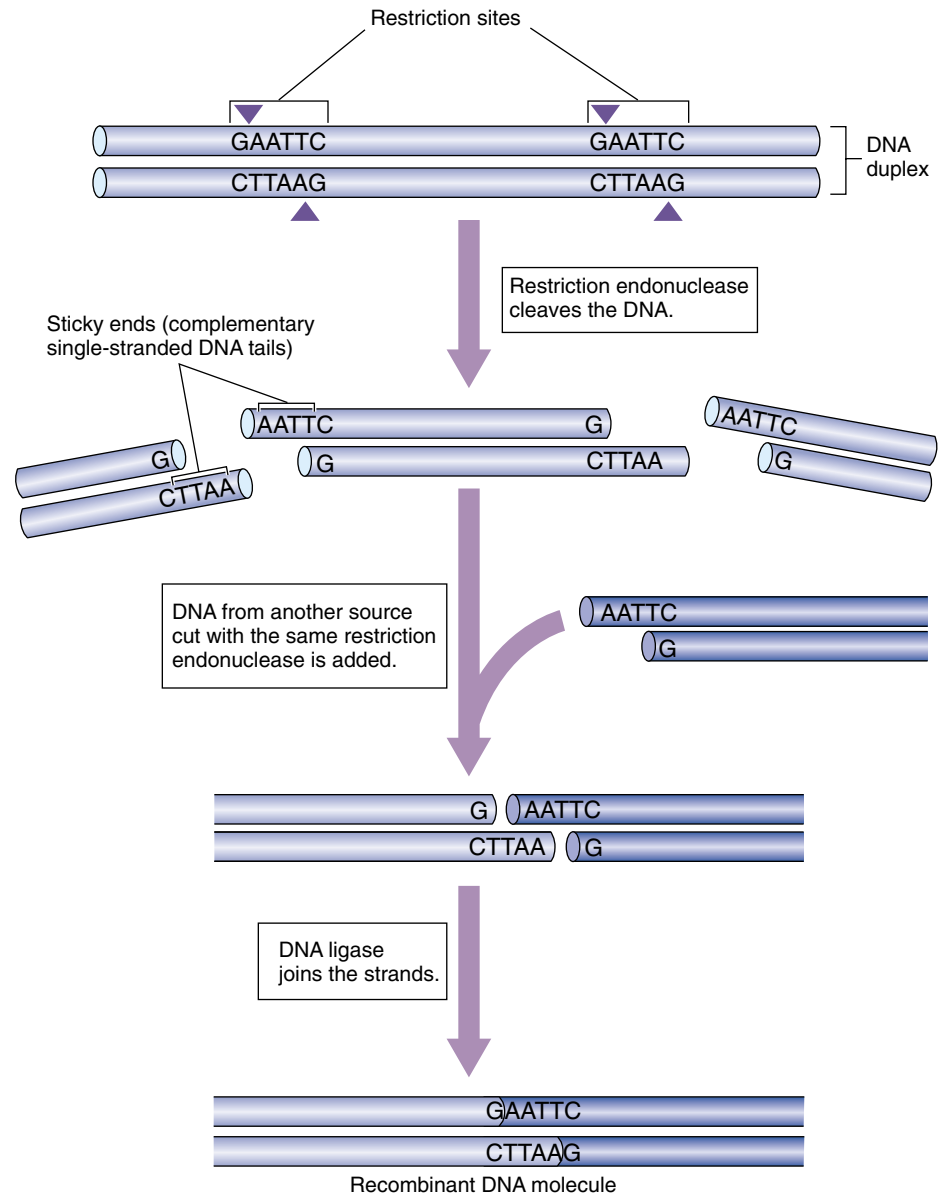 Restriction sites
GAATTC
GAATTC
CTTAAG
CTTAAG
DNA
duplex
Restriction endonuclease
cleaves the DNA.
Sticky ends (complementary
single-stranded DNA tails)
AATTC
G
G
CTTAA
G
CTTAA
AATTC
G
DNA from another source
cut with the same restriction
endonuclease is added.
AATTC
G
G
AATTC
CTTAA
G
DNA ligase
joins the strands.
GAATTC
CTTAAG
Recombinant DNA molecule